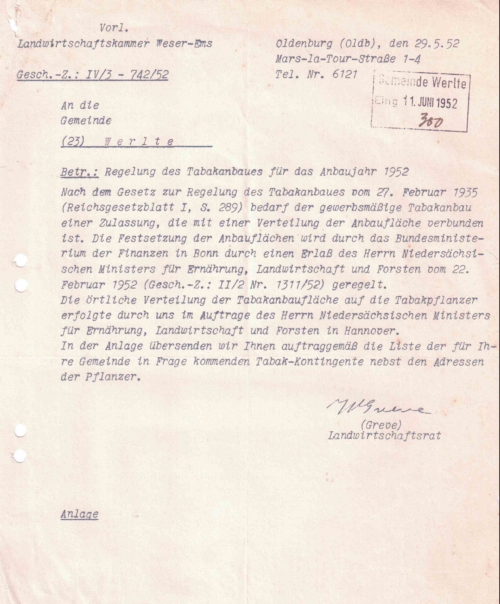 Vorl.
Landwirtschaftskammer Weser-Ems
Oldenburg (Oldb), den 29.5.52
Mars-la-Tour-Straße 1-4
Gesch.-Z.: IV/3 - 742/52
Tel. Nr. 6121
Gemeinde Werlte
Eing. 11. JUNI 1952
300
An die
Gemeinde
(23) W e r l t e
Betr.: Regelung des Tabakanbaues für das Anbaujahr 1952
Nach dem Gesetz zur Regelung des Tabakanbaues vom 27. Februar 1935
(Reichsgesetzblatt I, S. 289) bedarf der gewerbsmäßige Tabakanbau
einer Zulassung, die mit einer Verteilung der Anbaufläche verbunden
ist. Die Festsetzung der Anbauflächen wird durch das Bundesministe-
rium der Finanzen in Bonn durch einen Erlaß des Herrn Niedersächsi-
schen Ministers für Ernährung, Landwirtschaft und Forsten vom 22.
Februar 1952 (Gesch.-Z.: II/2 Nr. 1311/52) geregelt.
Die örtliche Verteilung der Tabakanbaufläche auf die Tabakpflanzer
erfolgte durch uns im Auftrage des Herrn Niedersächsischen Ministers
für Ernährung, Landwirtschaft und Forsten in Hannover.
In der Anlage übersenden wir Ihnen auftraggemäß die Liste der für Ih-
re Gemeinde in Frage kommenden Tabak-Kontingente nebst den Adressen
der Pflanzer.
Greve
(Greve)
Landwirtschaftsrat
Anlage